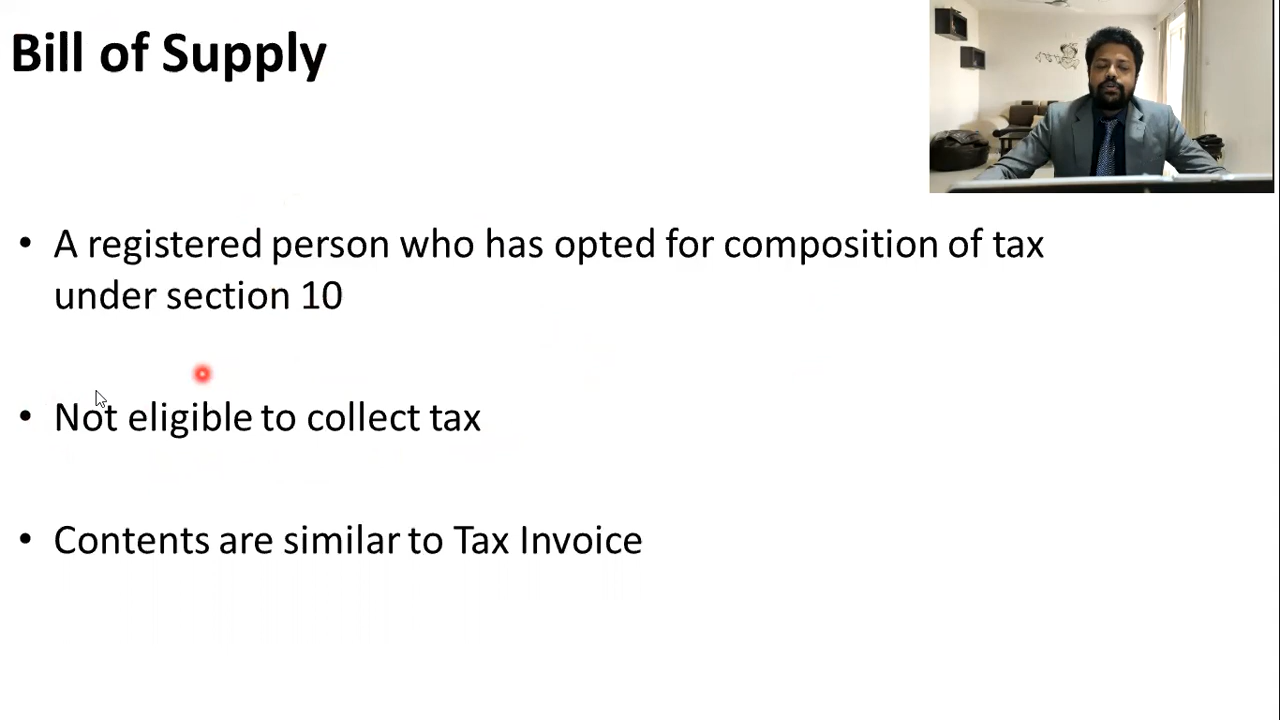 Bill of Supply
• A registered person who has opted for composition of tax
under section 10
• Not eligible to collect tax
• Contents are similar to Tax Invoice